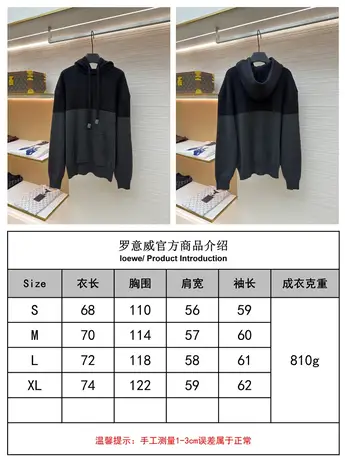 罗意威官方商品介绍
loewe/ Product Introduction
Size 衣长 胸围 肩宽 袖长 成衣克重
S 68 110 56 59
M 70 114 57 60
L 72 118 58 61
XL 74 122 59 62
810g
温馨提示：手工测量1-3cm误差属于正常